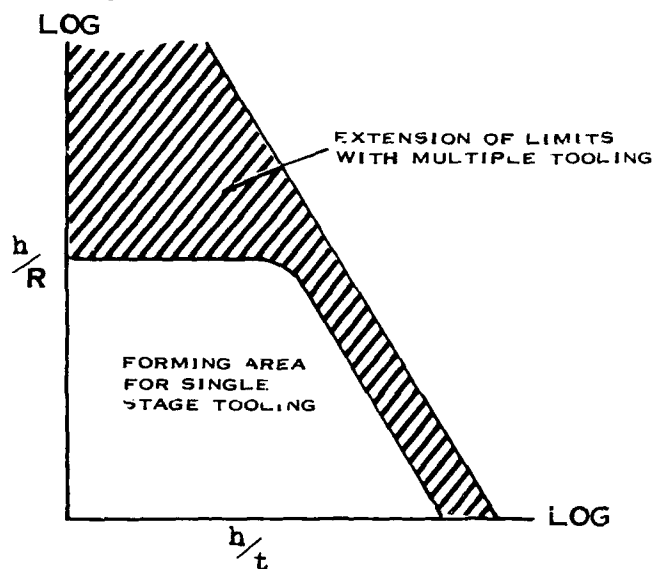 LOG
EXTENSION OF LIMITS
WITH MULTIPLE TOOLING
h/R
FORMING AREA
FOR SINGLE
STAGE TOOLING
LOG
h/t